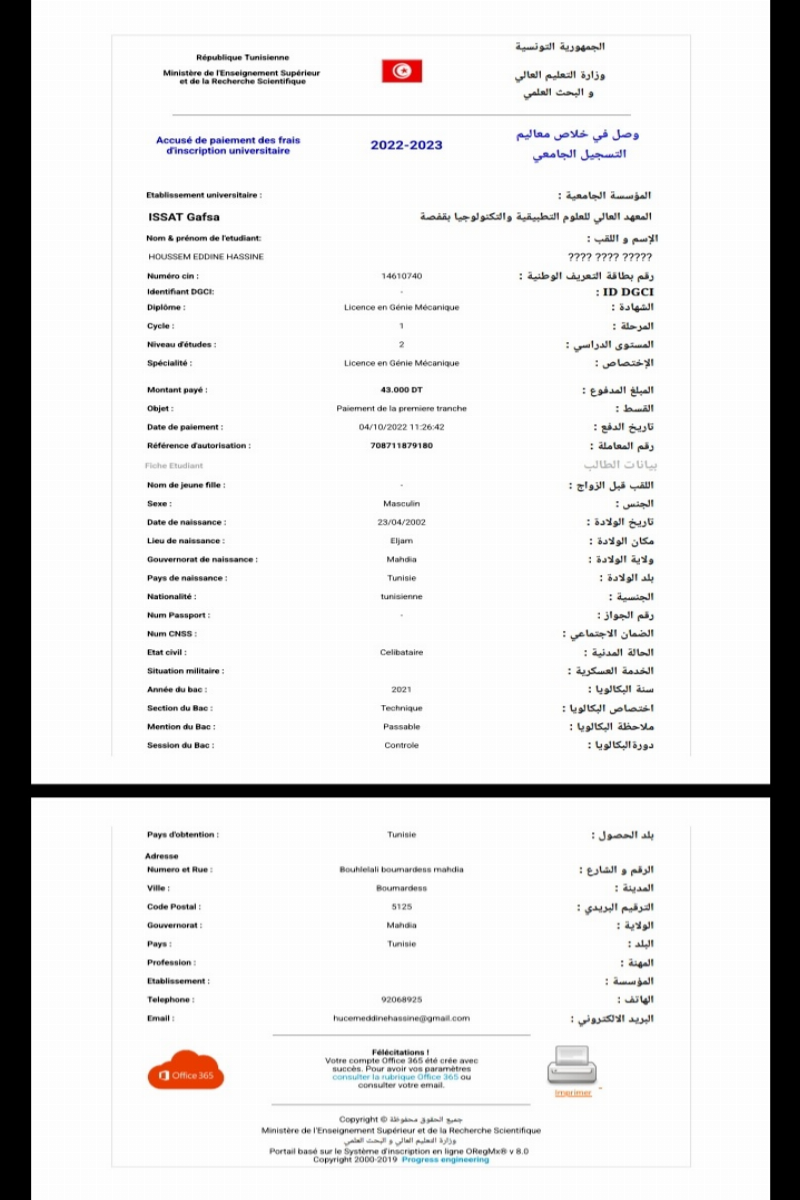 République Tunisienne
Ministère de l'Enseignement Supérieur
et de la Recherche Scientifique
الجمهورية التونسية
وزارة التعليم العالي
و البحث العلمي
Accusé de paiement des frais
d'inscription universitaire
2022-2023
وصل في خلاص معاليم
التسجيل الجامعي
Etablissement universitaire : المؤسسة الجامعية :
ISSAT Gafsa المعهد العالي للعلوم التطبيقية والتكنولوجيا بقفصة
Nom & prénom de l'etudiant: الإسم و اللقب :
HOUSSEM EDDINE HASSINE ???? ???? ?????
Numéro cin : 14610740 رقم بطاقة التعريف الوطنية :
Identifiant DGCI: - ID DGCI :
Diplôme : Licence en Génie Mécanique الشهادة :
Cycle : 1 المرحلة :
Niveau d'études : 2 المستوى الدراسي :
Spécialité : Licence en Génie Mécanique الإختصاص :
Montant payé : 43.000 DT المبلغ المدفوع :
Objet : Paiement de la premiere tranche القسط :
Date de paiement : 04/10/2022 11:26:42 تاريخ الدفع :
Référence d'autorisation : 708711879180 رقم المعاملة :
Fiche Etudiant بيانات الطالب
Nom de jeune fille : - اللقب قبل الزواج :
Sexe : Masculin الجنس :
Date de naissance : 23/04/2002 تاريخ الولادة :
Lieu de naissance : Eljam مكان الولادة :
Gouvernorat de naissance : Mahdia ولاية الولادة :
Pays de naissance : Tunisie بلد الولادة :
Nationalité : tunisienne الجنسية :
Num Passport : - رقم الجواز :
Num CNSS : الضمان الاجتماعي :
Etat civil : Celibataire الحالة المدنية :
Situation militaire : الخدمة العسكرية :
Année du bac : 2021 سنة البكالويا :
Section du Bac : Technique اختصاص البكالويا :
Mention du Bac : Passable ملاحظة البكالويا :
Session du Bac : Controle دورة البكالويا :
Pays d'obtention : Tunisie بلد الحصول :
Adresse
Numero et Rue : Bouhlelali boumardess mahdia الرقم و الشارع :
Ville : Boumardess المدينة :
Code Postal : 5125 الترقيم البريدي :
Gouvernorat : Mahdia الولاية :
Pays : Tunisie البلد :
Profession : المهنة :
Etablissement : المؤسسة :
Telephone : 92068925 الهاتف :
Email : hucemeddinehassine@gmail.com البريد الالكتروني :
Office 365
Félécitations !
Votre compte Office 365 été crée avec
succès. Pour avoir vos paramètres
consulter la rubrique Office 365 ou
consulter votre email.
Imprimer
Copyright © جميع الحقوق محفوظة
Ministère de l'Enseignement Supérieur et de la Recherche Scientifique
وزارة التعليم العالي و البحث العلمي
Portail basé sur le Système d'inscription en ligne ORegMx® v 8.0
Copyright 2000-2019 Progress engineering